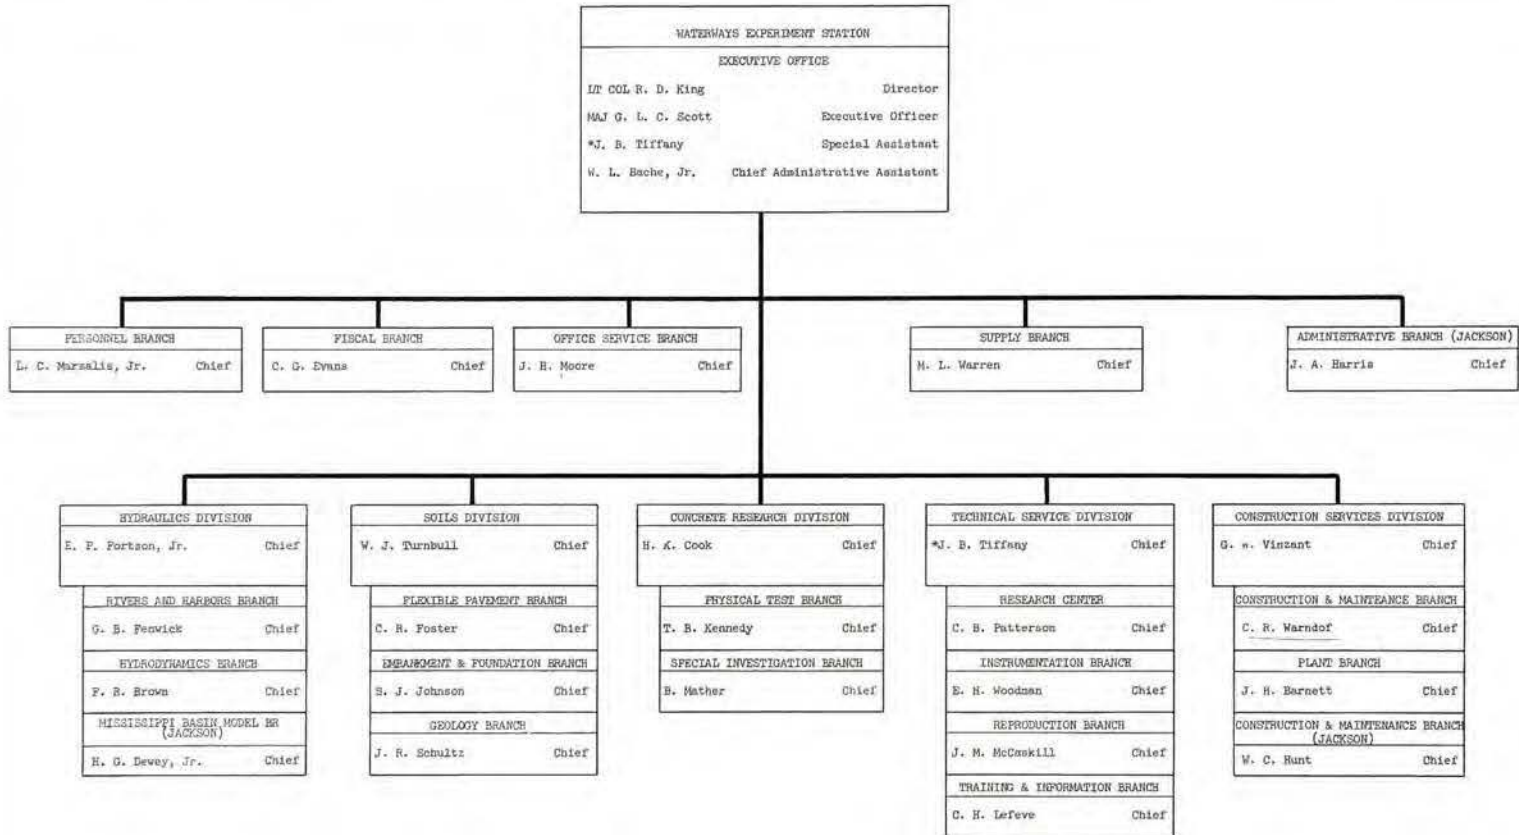 WATERWAYS EXPERIMENT STATION
EXECUTIVE OFFICE
LT COL R. D. King Director
MAJ G. L. C. Scott Executive Officer
*J. B. Tiffany Special Assistant
W. L. Bache, Jr. Chief Administrative Assistant
PERSONNEL BRANCH
L. C. Marsalis, Jr. Chief
FISCAL BRANCH
C. G. Evans Chief
OFFICE SERVICE BRANCH
J. H. Moore Chief
SUPPLY BRANCH
M. L. Warren Chief
ADMINISTRATIVE BRANCH (JACKSON)
J. A. Harris Chief
HYDRAULICS DIVISION
E. P. Fortson, Jr. Chief
RIVERS AND HARBORS BRANCH
G. B. Fenwick Chief
HYDRODYNAMICS BRANCH
F. R. Brown Chief
MISSISSIPPI BASIN MODEL BR
(JACKSON)
H. G. Dewey, Jr. Chief
SOILS DIVISION
W. J. Turnbull Chief
FLEXIBLE PAVEMENT BRANCH
C. R. Foster Chief
EMBANKMENT & FOUNDATION BRANCH
S. J. Johnson Chief
GEOLOGY BRANCH
J. R. Schultz Chief
CONCRETE RESEARCH DIVISION
H. K. Cook Chief
PHYSICAL TEST BRANCH
T. B. Kennedy Chief
SPECIAL INVESTIGATION BRANCH
B. Mather Chief
TECHNICAL SERVICE DIVISION
*J. B. Tiffany Chief
RESEARCH CENTER
C. B. Patterson Chief
INSTRUMENTATION BRANCH
E. H. Woodman Chief
REPRODUCTION BRANCH
J. M. McCaskill Chief
TRAINING & INFORMATION BRANCH
C. H. Lefeve Chief
CONSTRUCTION SERVICES DIVISION
G. Vinzant Chief
CONSTRUCTION & MAINTEANCE BRANCH
C. R. Warndof Chief
PLANT BRANCH
J. H. Barnett Chief
CONSTRUCTION & MAINTENANCE BRANCH
(JACKSON)
W. C. Hunt Chief